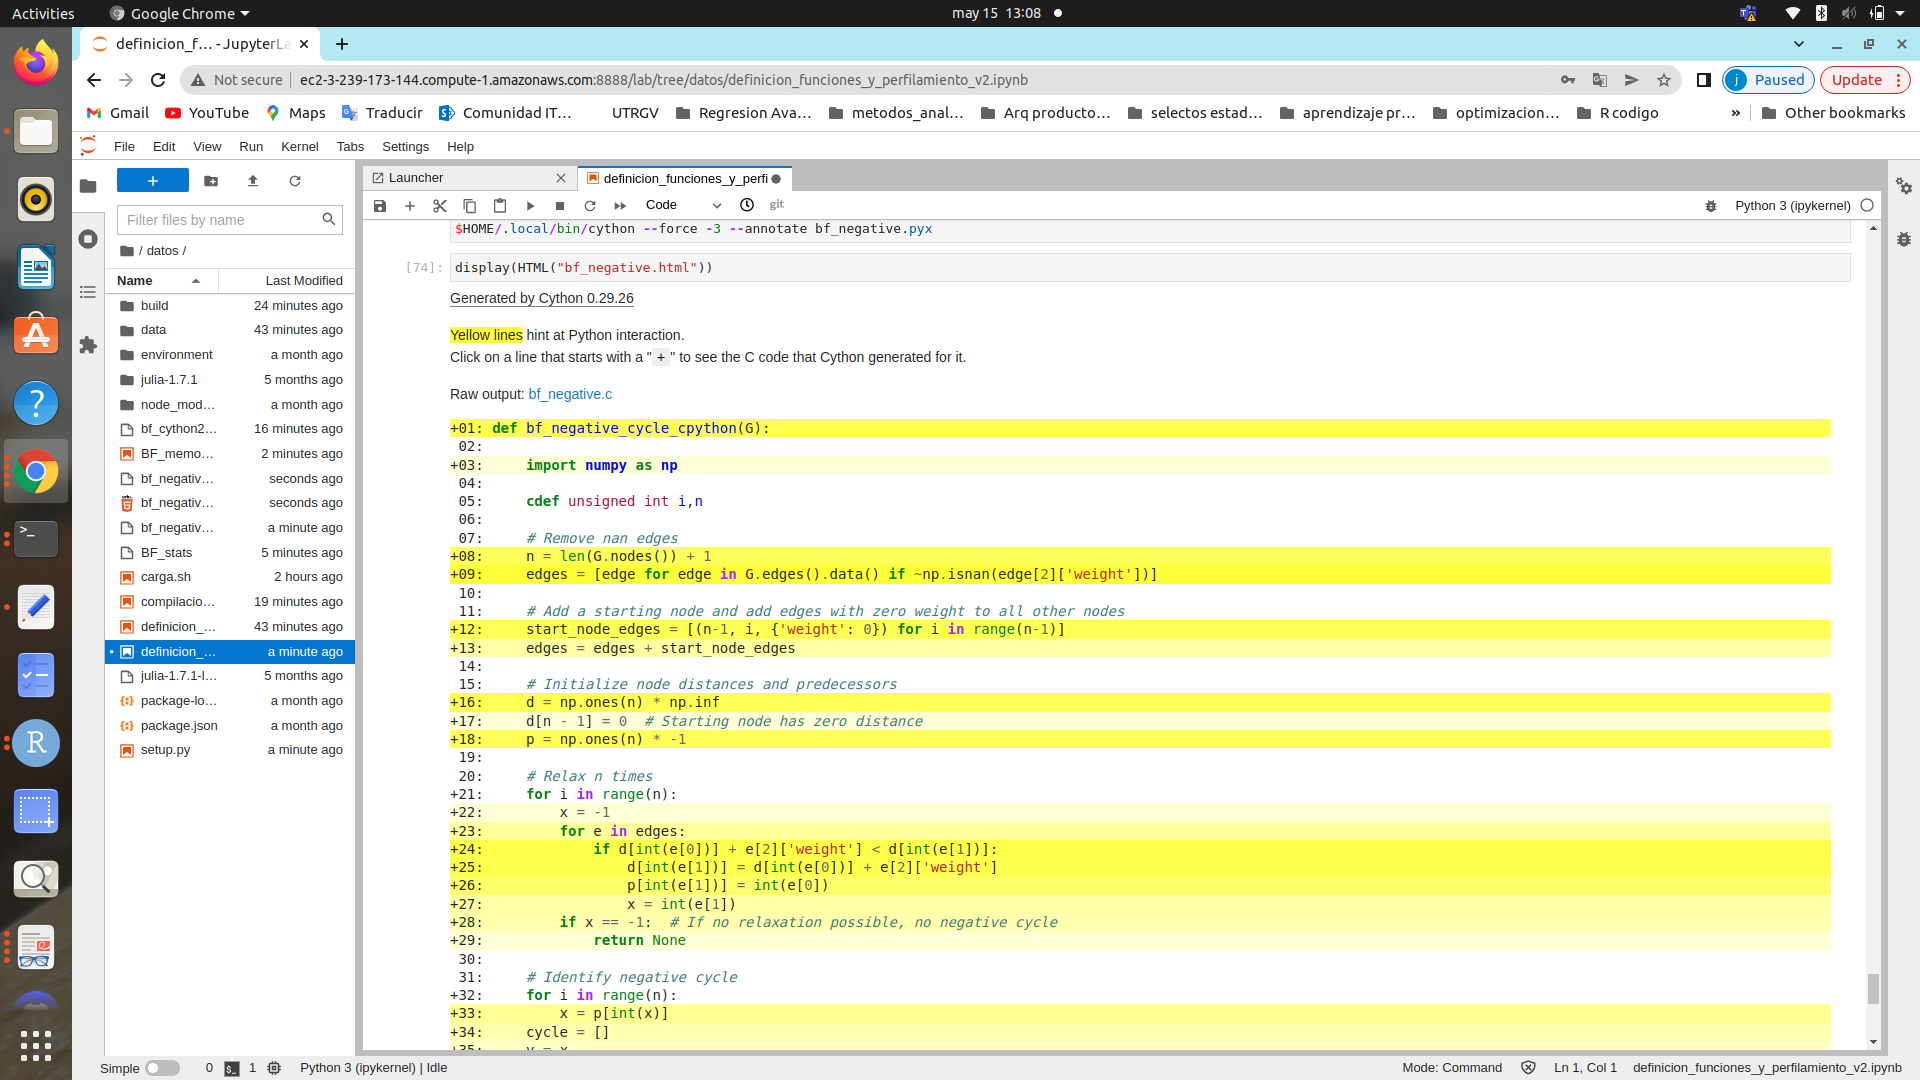 Activities
Google Chrome
may 15 13:08
definicion_f… - JupyterLa
Not secure
ec2-3-239-173-144.compute-1.amazonaws.com:8888/lab/tree/datos/definicion_funciones_y_perfilamiento_v2.ipynb
j Paused
Update
Gmail
YouTube
Maps
Traducir
Comunidad IT…
UTRGV
Regresion Ava…
metodos_anal…
Arq producto…
selectos estad…
aprendizaje pr…
optimizacion…
R codigo
»
Other bookmarks
File Edit View Run Kernel Tabs Settings Help
Launcher
definicion_funciones_y_perfi
Filter files by name
/ datos /
Name Last Modified
build 24 minutes ago
data 43 minutes ago
environment a month ago
julia-1.7.1 5 months ago
node_mod… a month ago
bf_cython2… 16 minutes ago
BF_memo… 2 minutes ago
bf_negativ… seconds ago
bf_negativ… seconds ago
bf_negativ… a minute ago
BF_stats 5 minutes ago
carga.sh 2 hours ago
compilacio… 19 minutes ago
definicion_… 43 minutes ago
definicion_… a minute ago
julia-1.7.1-l… 5 months ago
package-lo… a month ago
package.json a month ago
setup.py a minute ago
Code
git
Python 3 (ipykernel)
$HOME/.local/bin/cython --force -3 --annotate bf_negative.pyx
[74]: display(HTML("bf_negative.html"))
Generated by Cython 0.29.26
Yellow lines hint at Python interaction.
Click on a line that starts with a "+" to see the C code that Cython generated for it.
Raw output: bf_negative.c
+01: def bf_negative_cycle_cpython(G):
02:
+03:     import numpy as np
04:
05:     cdef unsigned int i,n
06:
07:     # Remove nan edges
+08:     n = len(G.nodes()) + 1
+09:     edges = [edge for edge in G.edges().data() if ~np.isnan(edge[2]['weight'])]
10:
11:     # Add a starting node and add edges with zero weight to all other nodes
+12:     start_node_edges = [(n-1, i, {'weight': 0}) for i in range(n-1)]
+13:     edges = edges + start_node_edges
14:
15:     # Initialize node distances and predecessors
+16:     d = np.ones(n) * np.inf
+17:     d[n - 1] = 0  # Starting node has zero distance
+18:     p = np.ones(n) * -1
19:
20:     # Relax n times
+21:     for i in range(n):
+22:         x = -1
+23:         for e in edges:
+24:             if d[int(e[0])] + e[2]['weight'] < d[int(e[1])]:
+25:                 d[int(e[1])] = d[int(e[0])] + e[2]['weight']
+26:                 p[int(e[1])] = int(e[0])
+27:                 x = int(e[1])
+28:         if x == -1:  # If no relaxation possible, no negative cycle
+29:             return None
30:
31:     # Identify negative cycle
+32:     for i in range(n):
+33:         x = p[int(x)]
+34:     cycle = []
+35:     v = x
Simple
0
1
Python 3 (ipykernel) | Idle
Mode: Command
Ln 1, Col 1
definicion_funciones_y_perfilamiento_v2.ipynb